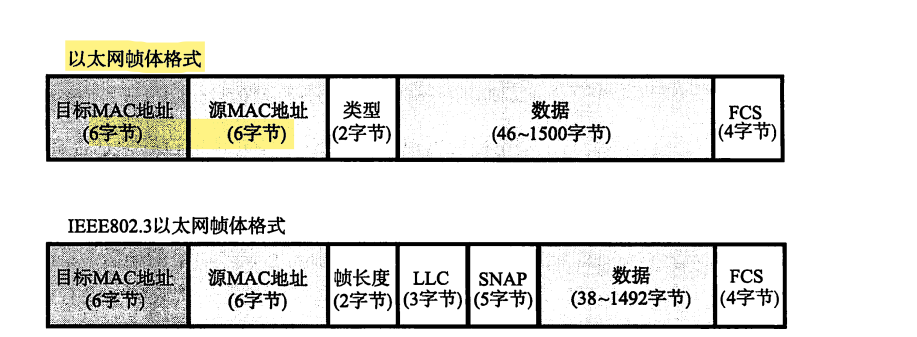 以太网帧体格式
目标MAC地址 源MAC地址 类型 数据 FCS
(6字节) (6字节) (2字节) (46~1500字节) (4字节)
IEEE802.3以太网帧体格式
目标MAC地址 源MAC地址 帧长度 LLC SNAP 数据 FCS
(6字节) (6字节) (2字节) (3字节) (5字节) (38~1492字节) (4字节)